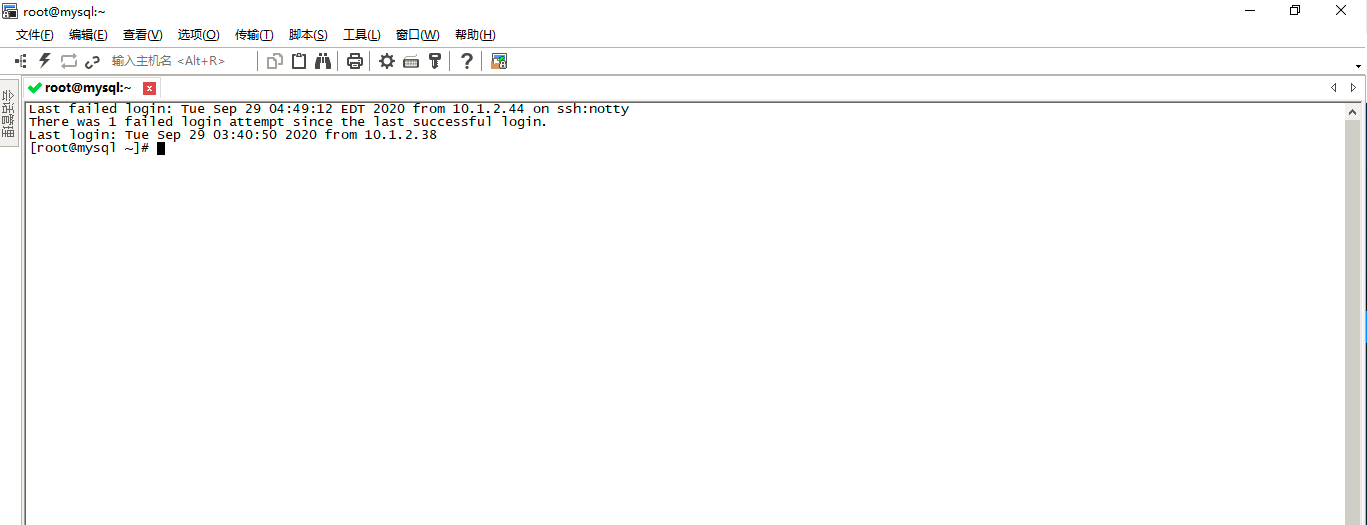 root@mysql:~
文件(F) 编辑(E) 查看(V) 选项(O) 传输(T) 脚本(S) 工具(L) 窗口(W) 帮助(H)
输入主机名 <Alt+R>
会话管理
root@mysql:~
Last failed login: Tue Sep 29 04:49:12 EDT 2020 from 10.1.2.44 on ssh:notty
There was 1 failed login attempt since the last successful login.
Last login: Tue Sep 29 03:40:50 2020 from 10.1.2.38
[root@mysql ~]#